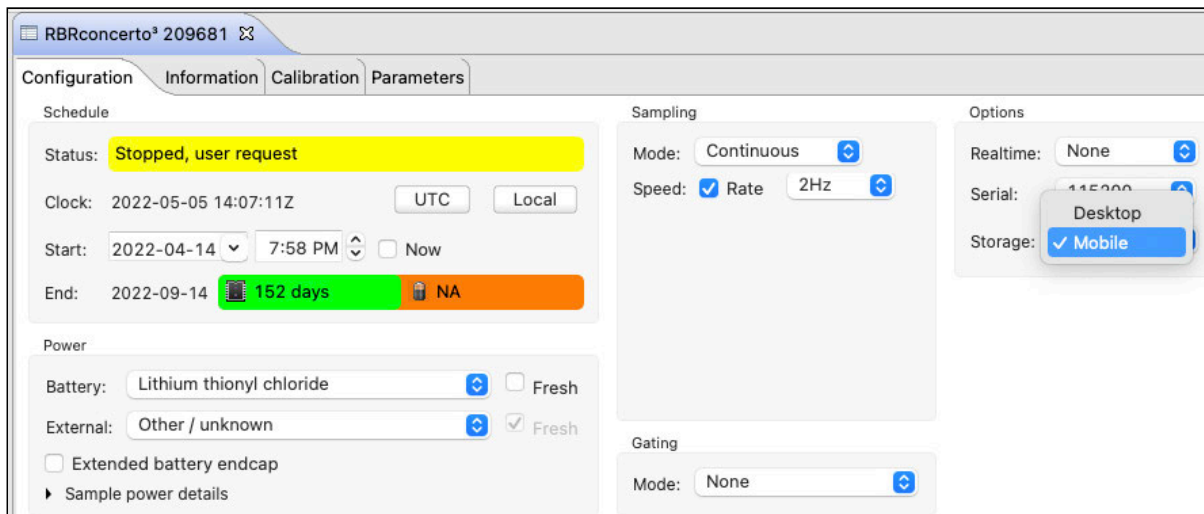 RBRconcerto³ 209681
Configuration Information Calibration Parameters
Schedule
Status: Stopped, user request
Clock: 2022-05-05 14:07:11Z UTC Local
Start: 2022-04-14 7:58 PM Now
End: 2022-09-14 152 days NA
Power
Battery: Lithium thionyl chloride Fresh
External: Other / unknown Fresh
Extended battery endcap
Sample power details
Sampling
Mode: Continuous
Speed: Rate 2Hz
Gating
Mode: None
Options
Realtime: None
Serial: 115200
Desktop
Storage: Mobile